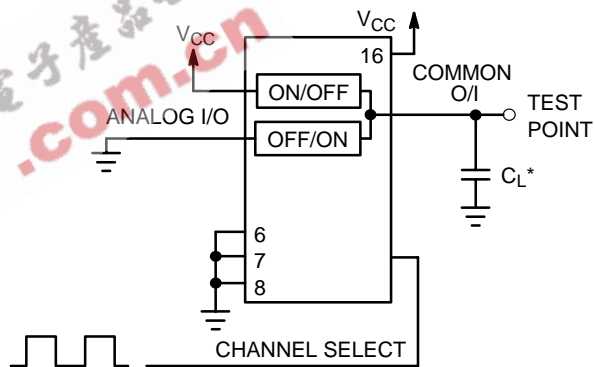 VCC
VCC
16
COMMON
O/I
ON/OFF
TEST
POINT
ANALOG I/O
OFF/ON
CL*
6
7
8
CHANNEL SELECT
.com.cn